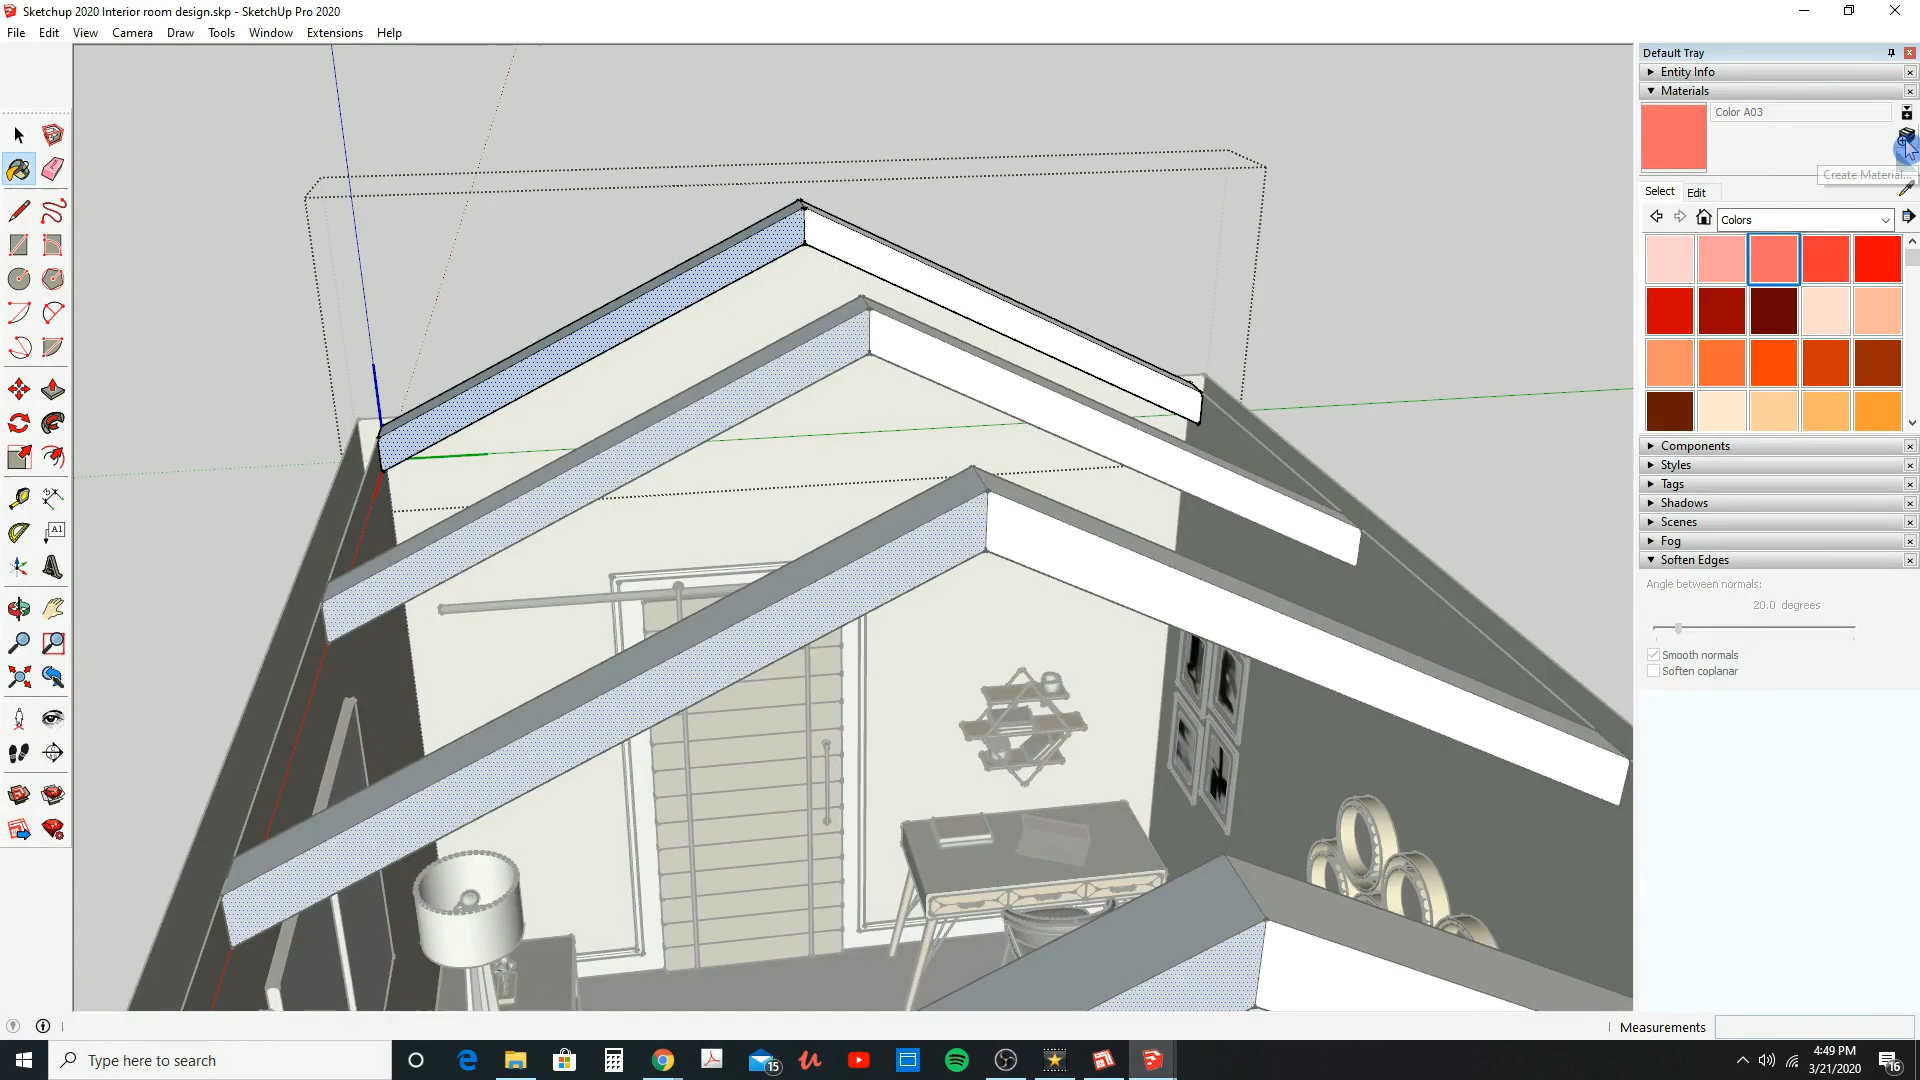 Sketchup 2020 Interior room design.skp - SketchUp Pro 2020
File Edit View Camera Draw Tools Window Extensions Help
Default Tray
Entity Info
Materials
Color A03
Create Material...
Select Edit
Colors
Components
Styles
Tags
Shadows
Scenes
Fog
Soften Edges
Angle between normals:
20.0 degrees
Smooth normals
Soften coplanar
A1
Measurements
Type here to search
15
4:49 PM
3/21/2020
16